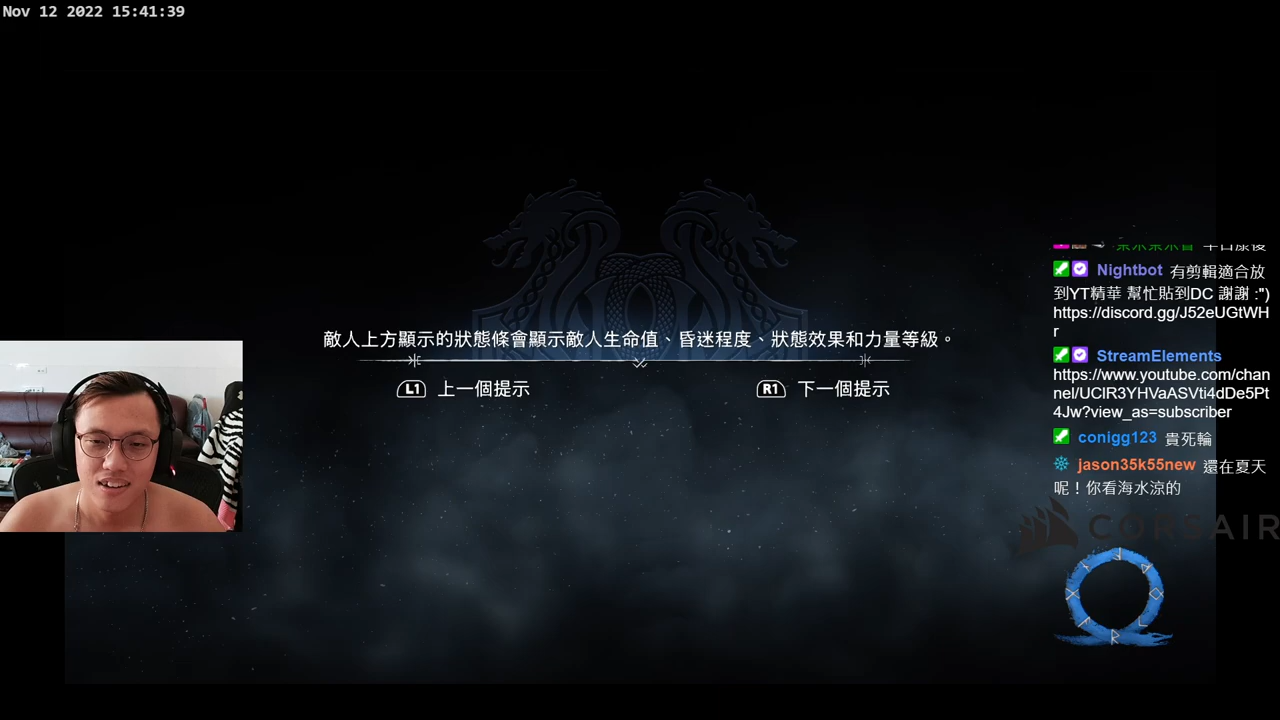 Nov 12 2022 15:41:39
敵人上方顯示的狀態條會顯示敵人生命值、昏迷程度、狀態效果和力量等級。
L1 上一個提示
R1 下一個提示
Nightbot 有剪輯適合放
到YT精華 幫忙貼到DC 謝謝 :")
https://discord.gg/J52eUGtWH
r
StreamElements
https://www.youtube.com/chan
nel/UClR3YHVaASVti4dDe5Pt
4Jw?view_as=subscriber
conigg123 貴死輪
jason35k55new 還在夏天
呢！你看海水涼的
CORSAIR